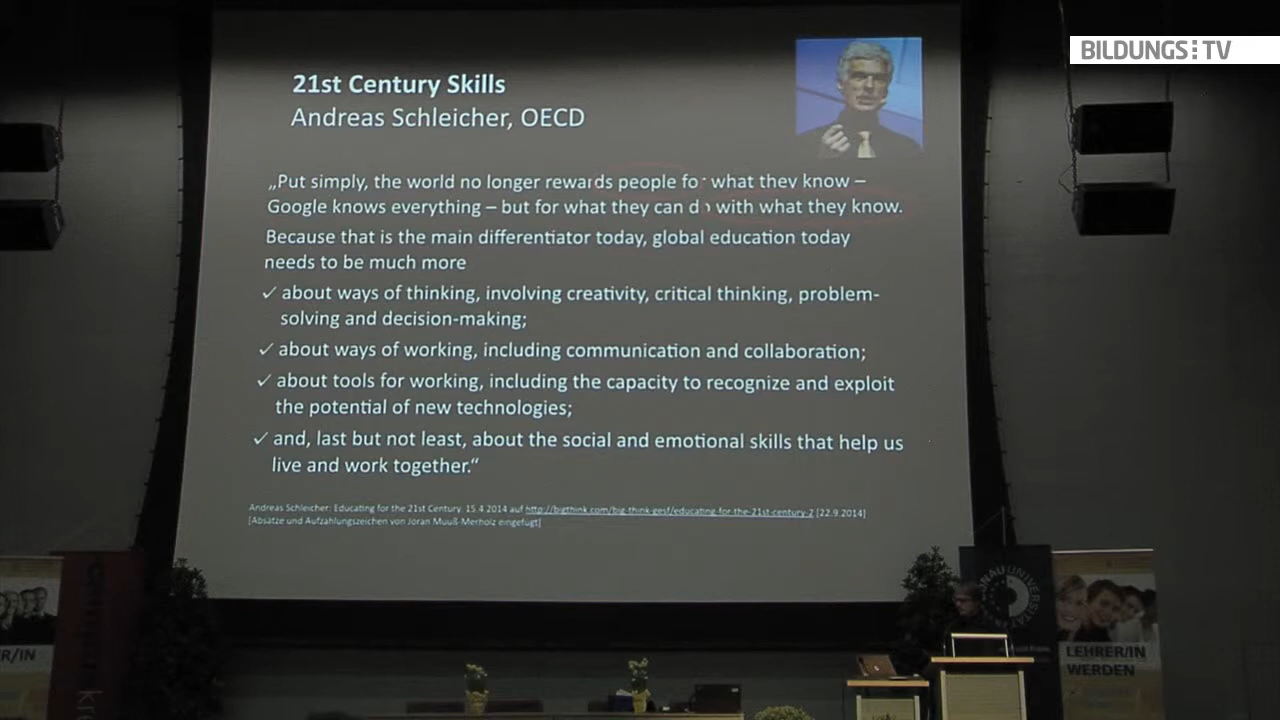 BILDUNGS TV
21st Century Skills
Andreas Schleicher, OECD
„Put simply, the world no longer rewards people for what they know –
Google knows everything – but for what they can do with what they know.
Because that is the main differentiator today, global education today
needs to be much more
✓ about ways of thinking, involving creativity, critical thinking, problem-
solving and decision-making;
✓ about ways of working, including communication and collaboration;
✓ about tools for working, including the capacity to recognize and exploit
the potential of new technologies;
✓ and, last but not least, about the social and emotional skills that help us
live and work together.“
Andreas Schleicher: Educating for the 21st Century. 15.4.2014 auf http://bigthink.com/big-think-gesf/educating-for-the-21st-century-2 [22.9.2014]
[Absätze und Aufzahlungszeichen von Jöran Muuß-Merholz eingefügt]
R/IN
LEHRER/IN
WERDEN